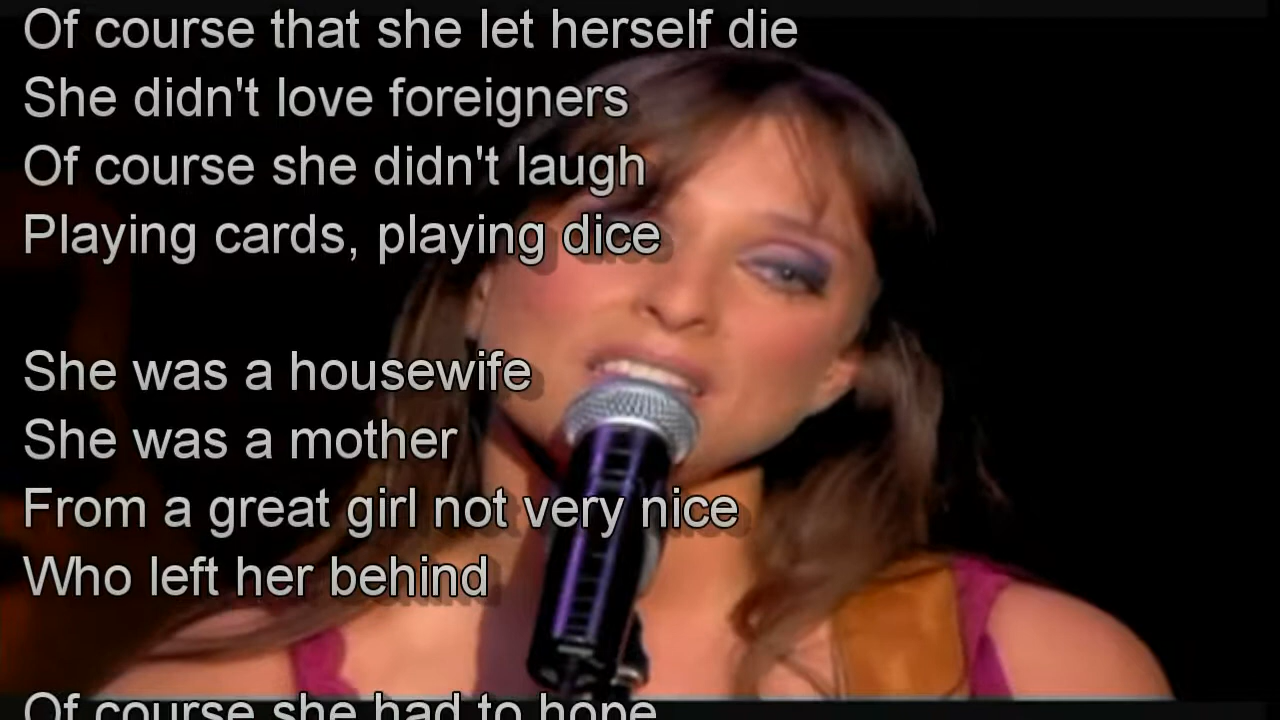 Of course that she let herself die
She didn't love foreigners
Of course she didn't laugh
Playing cards, playing dice
She was a housewife
She was a mother
From a great girl not very nice
Who left her behind
Of course she had to hope